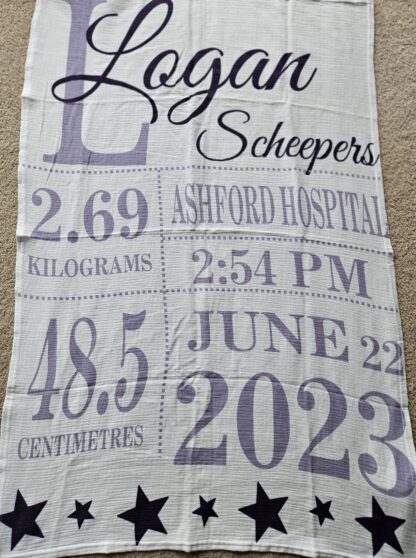 L
Logan
Scheepers
2.69
KILOGRAMS
ASHFORD HOSPITAL
2:54 PM
48.5
CENTIMETRES
JUNE 22
2023